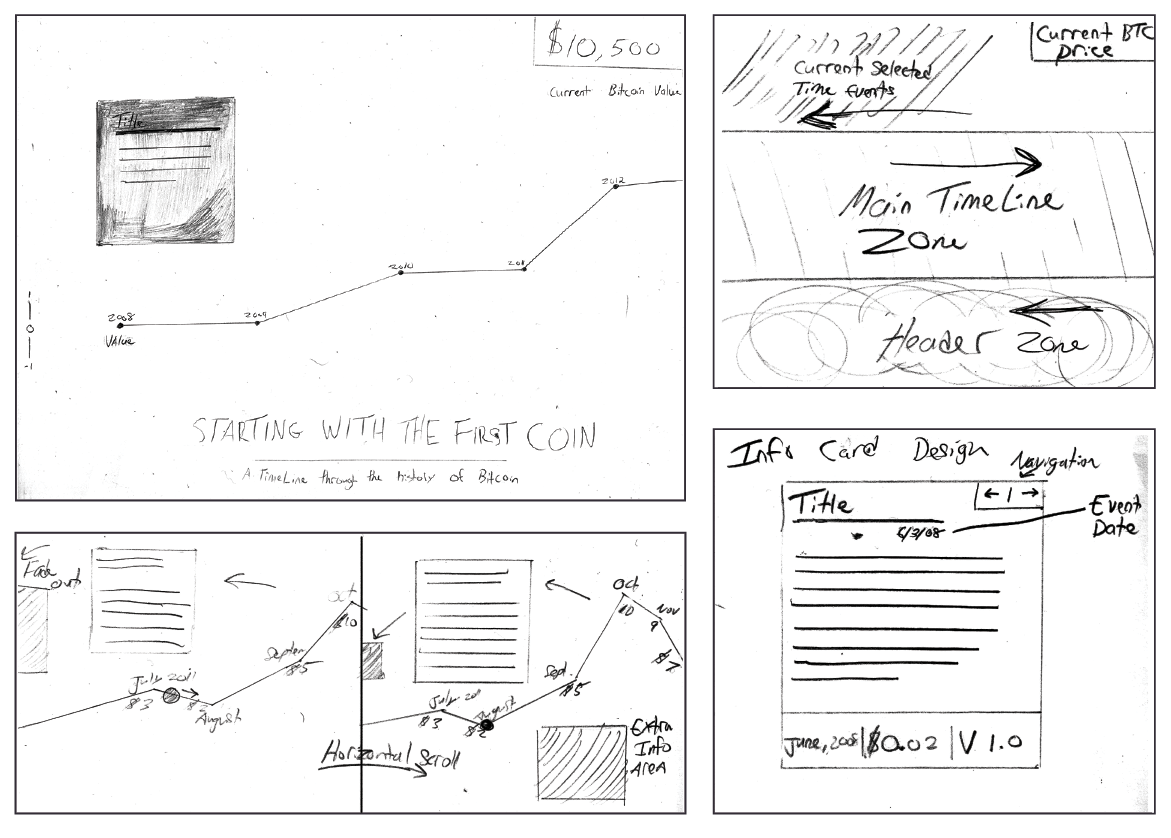 $10,500
Current Bitcoin Value
Title
2012
2010
2011
2008
2009
Value
STARTING WITH THE FIRST COIN
A TimeLine through the history of Bitcoin
Current BTC
price
Current Selected
Time Events
Main TimeLine
Zone
Header Zone
Info Card Design
Navigation
Title
← | →
Event
Date
6/3/08
June, 2008 | $0.02 | V 1.0
Fade
out
Oct
$10
Septem
$5
July 2011
$3
August
Oct
10
Nov
9
$7
Sept.
$5
July 2011
$3
August
$2
Horizontal Scroll
Extra
Info
Area